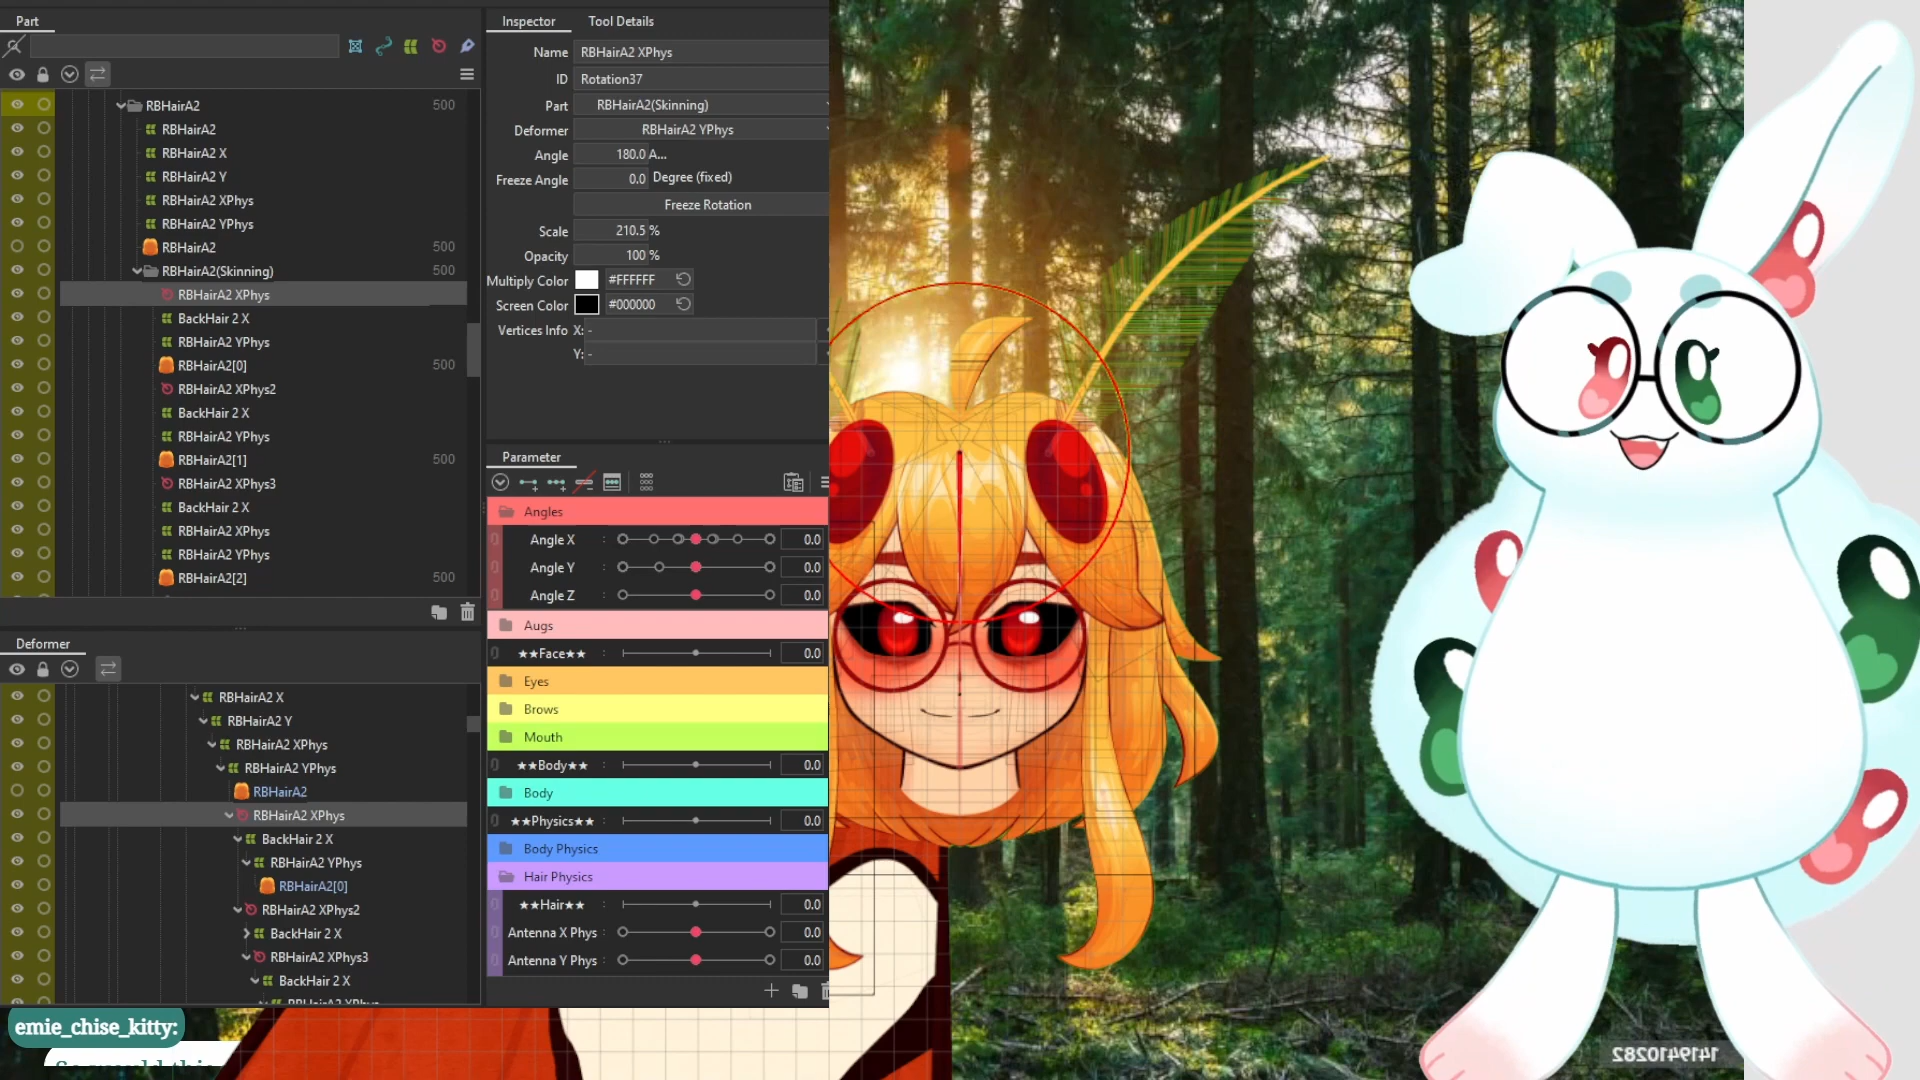 Part
RBHairA2 500
RBHairA2
RBHairA2 X
RBHairA2 Y
RBHairA2 XPhys
RBHairA2 YPhys
RBHairA2 500
RBHairA2(Skinning) 500
RBHairA2 XPhys
BackHair 2 X
RBHairA2 YPhys
RBHairA2[0] 500
RBHairA2 XPhys2
BackHair 2 X
RBHairA2 YPhys
RBHairA2[1] 500
RBHairA2 XPhys3
BackHair 2 X
RBHairA2 XPhys
RBHairA2 YPhys
RBHairA2[2] 500
Deformer
RBHairA2 X
RBHairA2 Y
RBHairA2 XPhys
RBHairA2 YPhys
RBHairA2
RBHairA2 XPhys
BackHair 2 X
RBHairA2 YPhys
RBHairA2[0]
RBHairA2 XPhys2
BackHair 2 X
RBHairA2 XPhys3
BackHair 2 X
RBHairA2 XPhys
Inspector Tool Details
Name RBHairA2 XPhys
ID Rotation37
Part RBHairA2(Skinning)
Deformer RBHairA2 YPhys
Angle 180.0 A...
Freeze Angle 0.0 Degree (fixed)
Freeze Rotation
Scale 210.5 %
Opacity 100 %
Multiply Color #FFFFFF
Screen Color #000000
Vertices Info X: -
Y: -
Parameter
Angles
Angle X : 0.0
Angle Y : 0.0
Angle Z : 0.0
Augs
★★Face★★ : 0.0
Eyes
Brows
Mouth
★★Body★★ : 0.0
Body
★★Physics★★ : 0.0
Body Physics
Hair Physics
★★Hair★★ : 0.0
Antenna X Phys : 0.0
Antenna Y Phys : 0.0
emie_chise_kitty:
So would this
1419410282